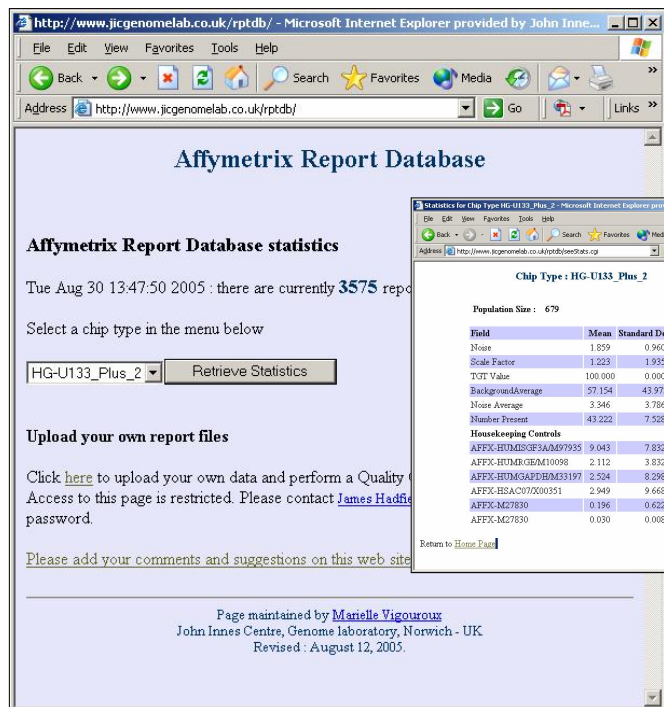 http://www.jicgenomelab.co.uk/rptdb/ - Microsoft Internet Explorer provided by John Inne...
File Edit View Favorites Tools Help
Back Search Favorites Media
Address http://www.jicgenomelab.co.uk/rptdb/ Go Links
Affymetrix Report Database
Affymetrix Report Database statistics
Tue Aug 30 13:47:50 2005 : there are currently 3575 repo
Select a chip type in the menu below
HG-U133_Plus_2 Retrieve Statistics
Upload your own report files
Click here to upload your own data and perform a Quality
Access to this page is restricted. Please contact James Hadfie
password.
Please add your comments and suggestions on this web site
Page maintained by Marielle Vigouroux
John Innes Centre, Genome laboratory, Norwich - UK.
Revised : August 12, 2005.
Statistics for Chip Type HG-U133_Plus_2 - Microsoft Internet Explorer pro
File Edit View Favorites Tools Help
Back Search Favorites Med
Address http://www.jicgenomelab.co.uk/rptdb/seeStats.cgi
Chip Type : HG-U133_Plus_2
Population Size : 679
Field Mean Standard De
Noise 1.859 0.960
Scale Factor 1.223 1.935
TGT Value 100.000 0.000
BackgroundAverage 57.154 43.97
Noise Average 3.346 3.786
Number Present 43.222 7.528
Housekeeping Controls
AFFX-HUMISGF3A/M97935 9.043 7.832
AFFX-HUMRGE/M10098 2.112 3.832
AFFX-HUMGAPDH/M33197 2.524 8.298
AFFX-HSAC07/X00351 2.949 9.668
AFFX-M27830 0.196 0.622
AFFX-M27830 0.030 0.008
Return to Home Page